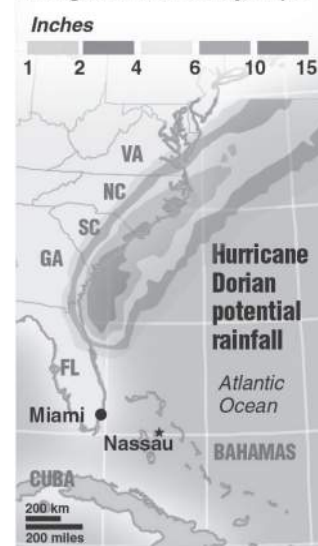 Inches
1 2 4 6 10 15
VA
NC
SC
GA
Hurricane
Dorian
potential
rainfall
FL
Atlantic
Ocean
Miami
Nassau
BAHAMAS
CUBA
200 km
200 miles